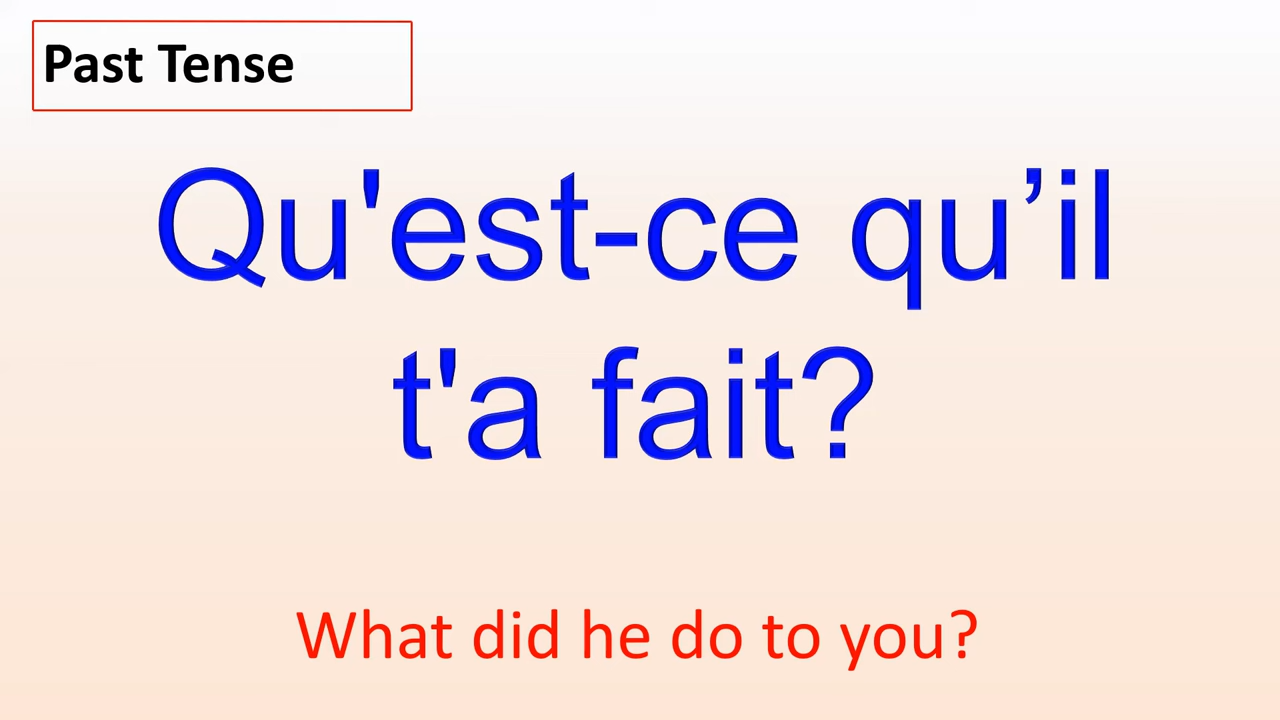 Past Tense
Qu'est-ce qu’il
t'a fait?
What did he do to you?